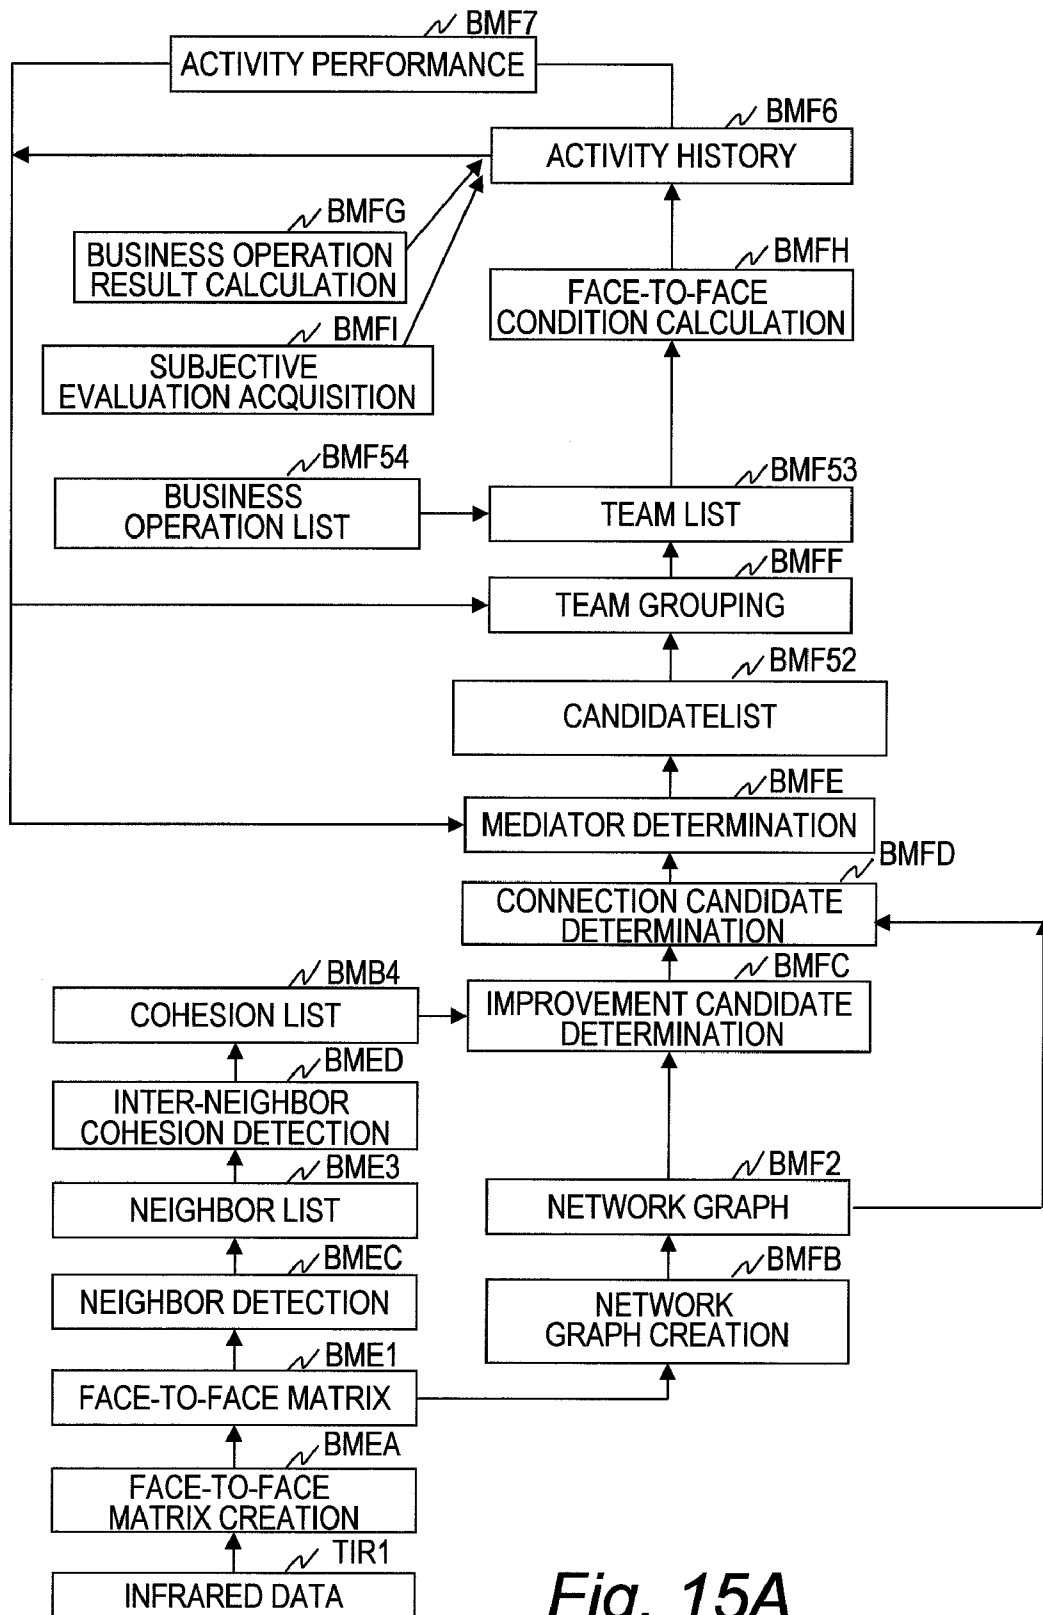 BMF7
ACTIVITY PERFORMANCE
BMF6
ACTIVITY HISTORY
BMFG
BUSINESS OPERATION
RESULT CALCULATION
BMFH
FACE-TO-FACE
CONDITION CALCULATION
BMFI
SUBJECTIVE
EVALUATION ACQUISITION
BMF54
BUSINESS
OPERATION LIST
BMF53
TEAM LIST
BMFF
TEAM GROUPING
BMF52
CANDIDATELIST
BMFE
MEDIATOR DETERMINATION
BMFD
CONNECTION CANDIDATE
DETERMINATION
BMB4
COHESION LIST
BMFC
IMPROVEMENT CANDIDATE
DETERMINATION
BMED
INTER-NEIGHBOR
COHESION DETECTION
BME3
NEIGHBOR LIST
BMF2
NETWORK GRAPH
BMEC
NEIGHBOR DETECTION
BMFB
NETWORK
GRAPH CREATION
BME1
FACE-TO-FACE MATRIX
BMEA
FACE-TO-FACE
MATRIX CREATION
TIR1
INFRARED DATA
Fig. 15A